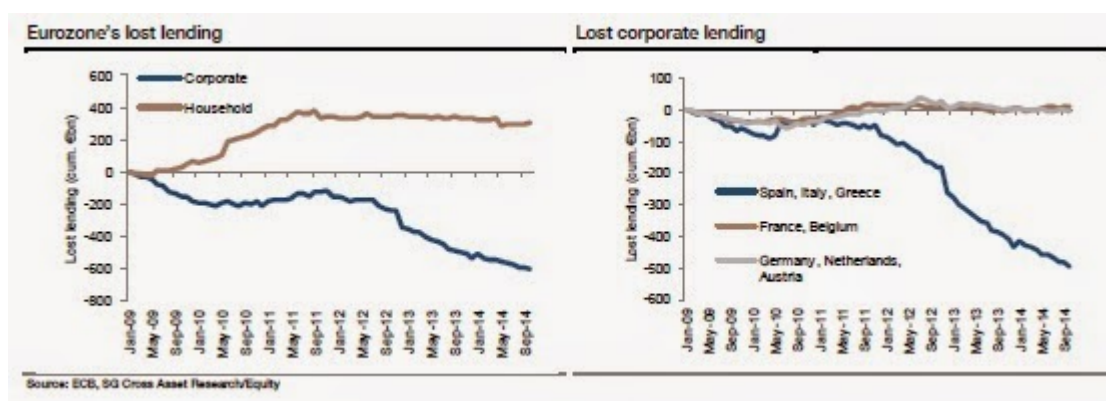 Eurozone's lost lending
Lost lending (cum. €bn)
600
400
200
0
-200
-400
-600
-800
Corporate
Household
Jan-09
May-09
Sep-09
Jan-10
May-10
Sep-10
Jan-11
May-11
Sep-11
Jan-12
May-12
Sep-12
Jan-13
May-13
Sep-13
Jan-14
May-14
Sep-14
Lost corporate lending
Lost lending (cum. €bn)
100
0
-100
-200
-300
-400
-500
-600
Spain, Italy, Greece
France, Belgium
Germany, Netherlands,
Austria
Jan-09
May-09
Sep-09
Jan-10
May-10
Sep-10
Jan-11
May-11
Sep-11
Jan-12
May-12
Sep-12
Jan-13
May-13
Sep-13
Jan-14
May-14
Sep-14
Source: ECB, SG Cross Asset Research/Equity